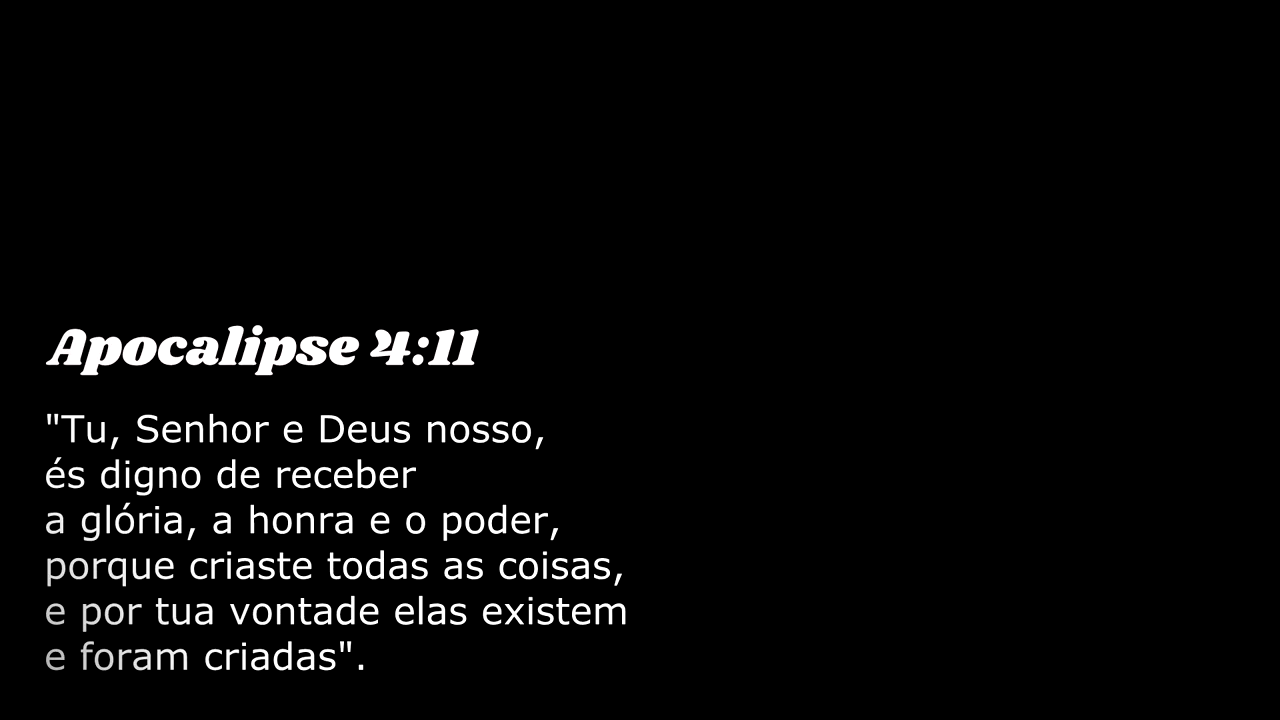 Apocalipse 4:11
"Tu, Senhor e Deus nosso,
és digno de receber
a glória, a honra e o poder,
porque criaste todas as coisas,
e por tua vontade elas existem
e foram criadas".